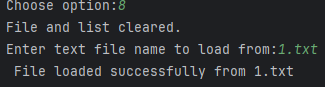 Choose option:8
File and list cleared.
Enter text file name to load from:1.txt
File loaded successfully from 1.txt